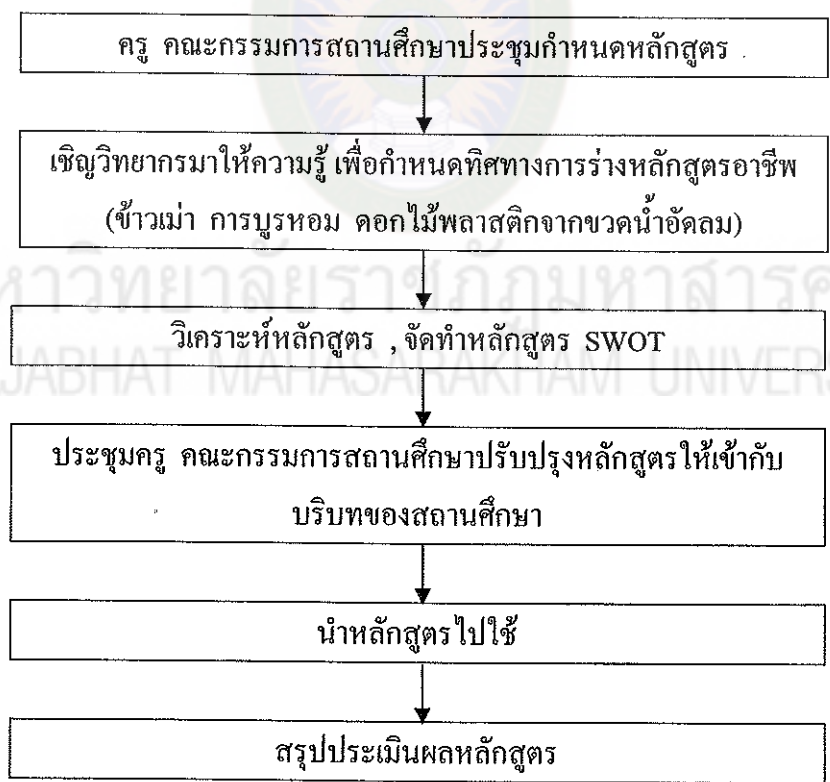 ครู คณะกรรมการสถานศึกษาประชุมกำหนดหลักสูตร
เชิญวิทยากรมาให้ความรู้ เพื่อกำหนดทิศทางการร่างหลักสูตรอาชีพ
(ข้าวเม่า การบูรหอม ดอกไม้พลาสติกจากขวดน้ำอัดลม)
วิเคราะห์หลักสูตร ,จัดทำหลักสูตร SWOT
ประชุมครู คณะกรรมการสถานศึกษาปรับปรุงหลักสูตรให้เข้ากับ
บริบทของสถานศึกษา
นำหลักสูตรไปใช้
สรุปประเมินผลหลักสูตร